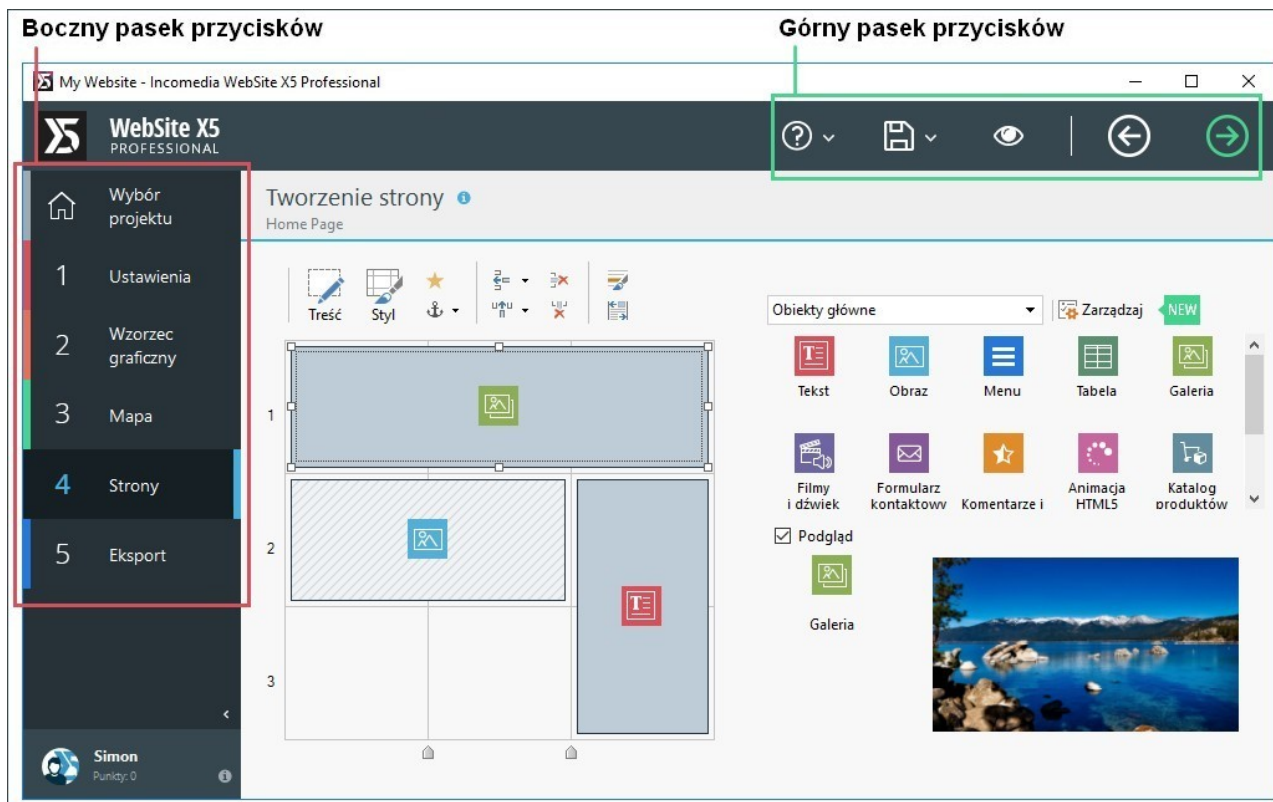 Boczny pasek przycisków
Górny pasek przycisków
My Website - Incomedia WebSite X5 Professional
WebSite X5
PROFESSIONAL
Wybór
projektu
1 Ustawienia
2 Wzorzec
graficzny
3 Mapa
4 Strony
5 Eksport
Simon
Punkty: 0
Tworzenie strony
Home Page
Treść
Styl
1
2
3
Obiekty główne
Zarządzaj
NEW
Tekst
Obraz
Menu
Tabela
Galeria
Filmy
i dźwiek
Formularz
kontaktowy
Komentarze i
Animacja
HTML5
Katalog
produktów
Podgląd
Galeria